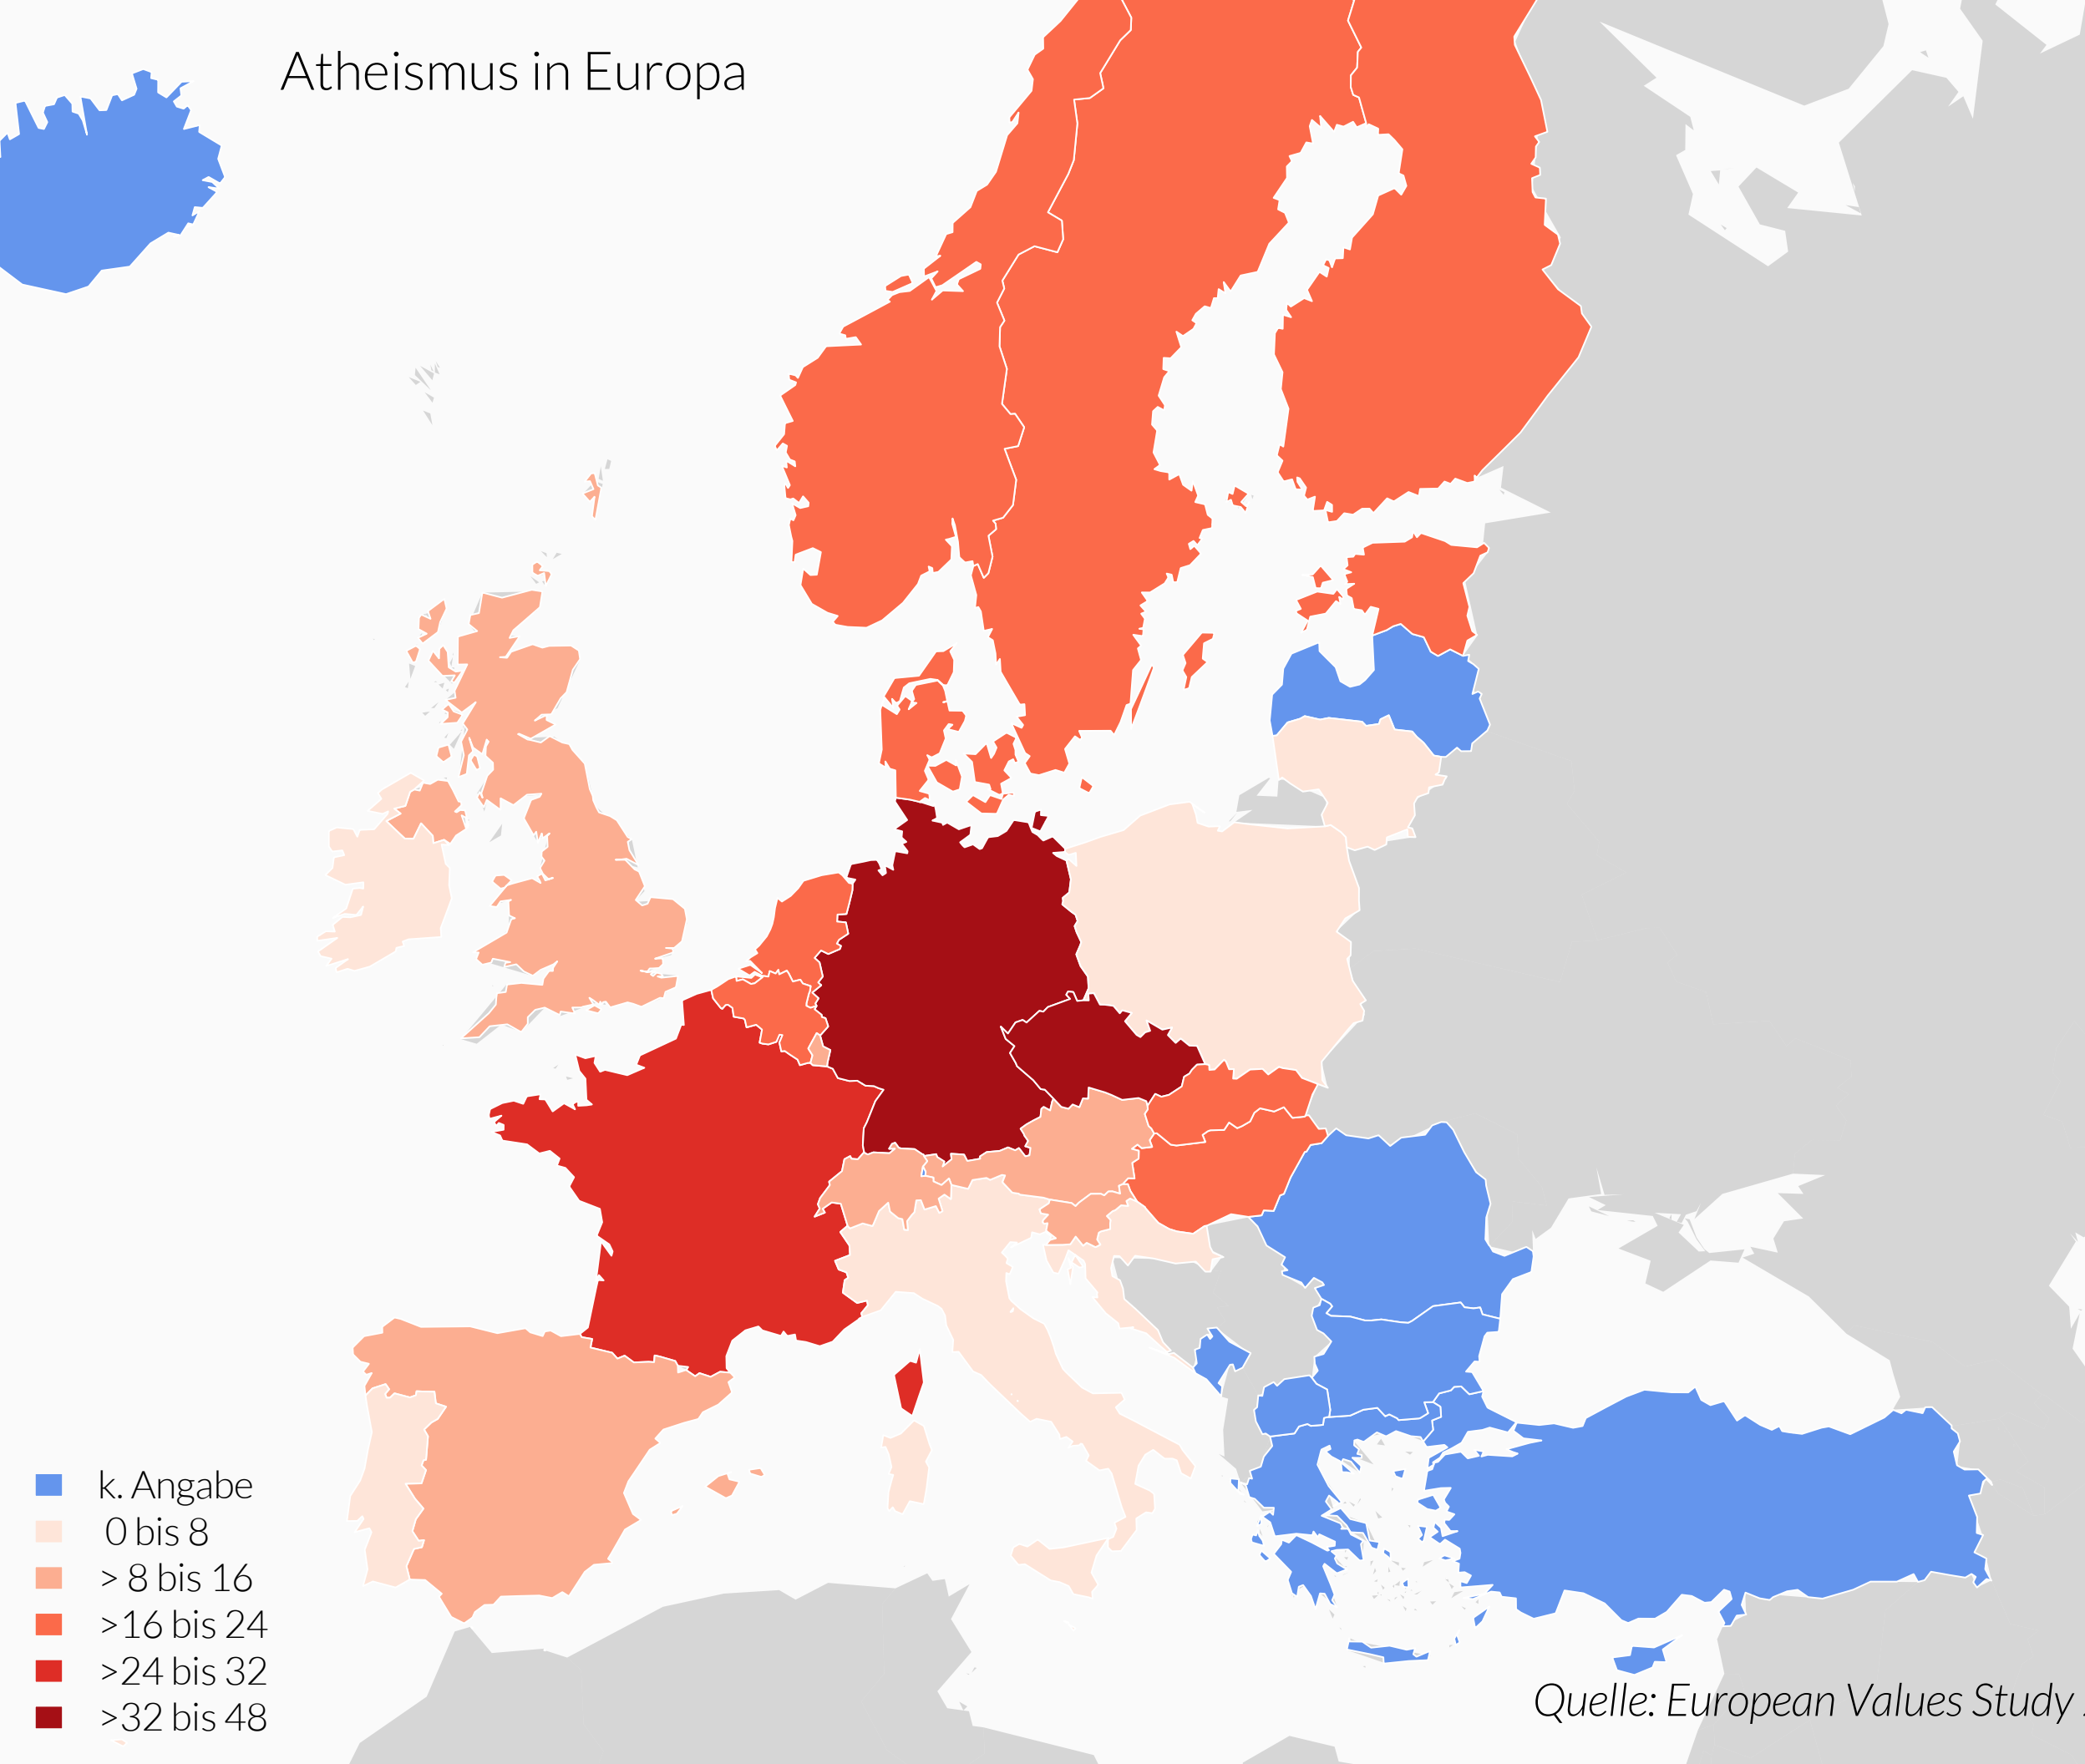 Atheismus in Europa
k. Angabe
0 bis 8
> 8 bis 16
>16 bis 24
>24 bis 32
>32 bis 48
Quelle: European Values Study